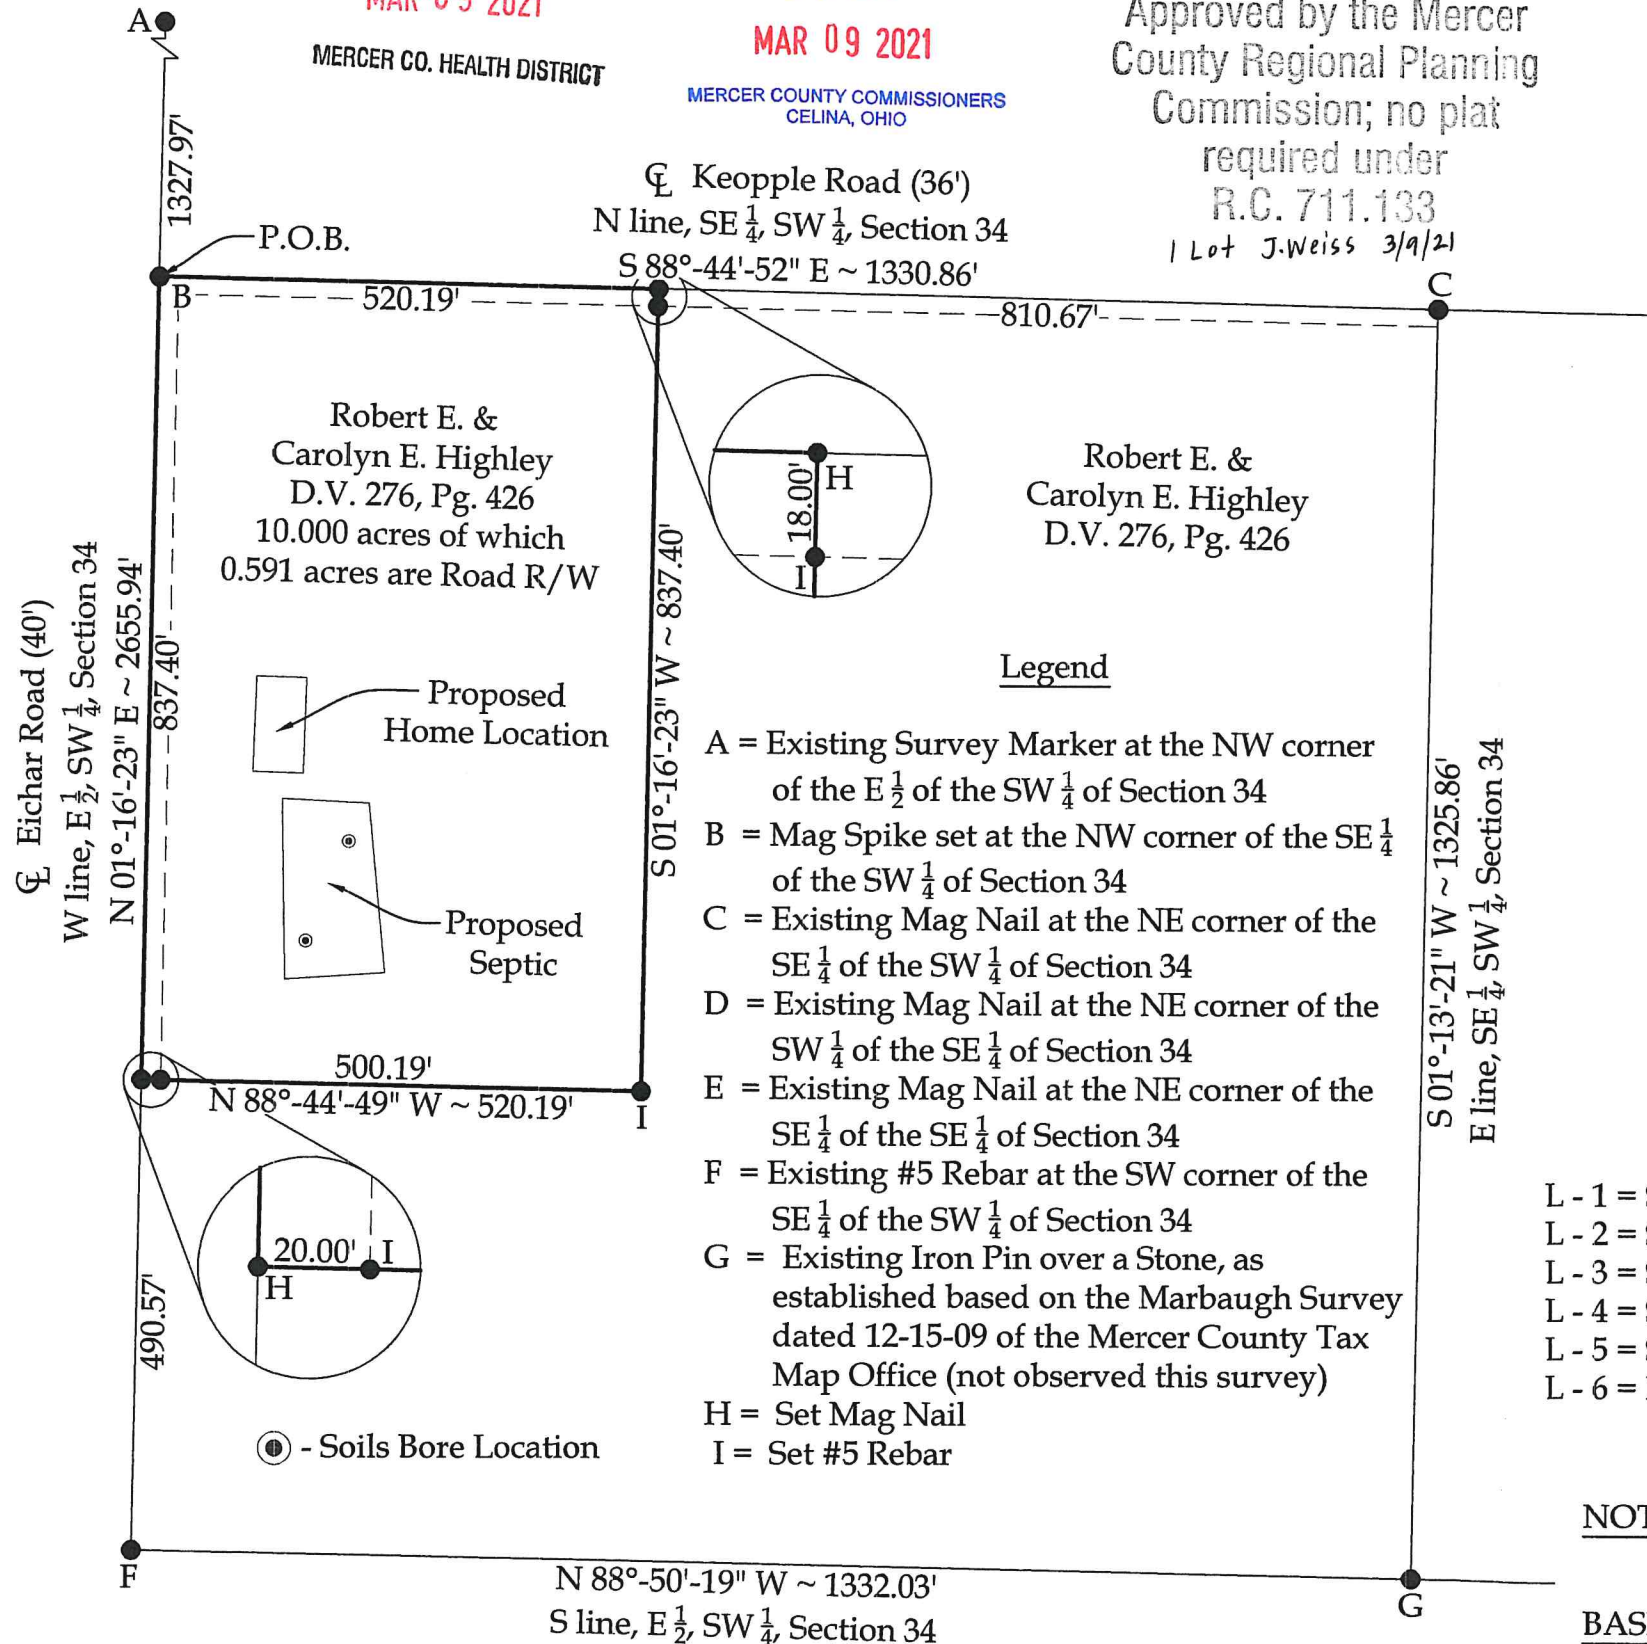 A
MAR 09 2021
MERCER CO. HEALTH DISTRICT
MAR 09 2021
MERCER COUNTY COMMISSIONERS
CELINA, OHIO
Approved by the Mercer
County Regional Planning
Commission; no plat
required under
R.C. 711.133
1 Lot J.Weiss 3/9/21
1327.97'
℄ Keopple Road (36')
N line, SE 1/4, SW 1/4, Section 34
S 88°-44'-52" E ~ 1330.86'
P.O.B.
B
520.19'
810.67'
C
Robert E. &
Carolyn E. Highley
D.V. 276, Pg. 426
10.000 acres of which
0.591 acres are Road R/W
H
18.00'
I
Robert E. &
Carolyn E. Highley
D.V. 276, Pg. 426
℄ Eichar Road (40')
W line, E 1/2, SW 1/4, Section 34
N 01°-16'-23" E ~ 2655.94'
837.40'
S 01°-16'-23" W ~ 837.40'
Proposed
Home Location
Proposed
Septic
500.19'
N 88°-44'-49" W ~ 520.19'
I
20.00'
I
H
490.57'
- Soils Bore Location
Legend
A = Existing Survey Marker at the NW corner
of the E 1/2 of the SW 1/4 of Section 34
B = Mag Spike set at the NW corner of the SE 1/4
of the SW 1/4 of Section 34
C = Existing Mag Nail at the NE corner of the
SE 1/4 of the SW 1/4 of Section 34
D = Existing Mag Nail at the NE corner of the
SW 1/4 of the SE 1/4 of Section 34
E = Existing Mag Nail at the NE corner of the
SE 1/4 of the SE 1/4 of Section 34
F = Existing #5 Rebar at the SW corner of the
SE 1/4 of the SW 1/4 of Section 34
G = Existing Iron Pin over a Stone, as
established based on the Marbaugh Survey
dated 12-15-09 of the Mercer County Tax
Map Office (not observed this survey)
H = Set Mag Nail
I = Set #5 Rebar
S 01°-13'-21" W ~ 1325.86'
E line, SE 1/4, SW 1/4, Section 34
L - 1 =
L - 2 =
L - 3 =
L - 4 =
L - 5 =
L - 6 =
F
N 88°-50'-19" W ~ 1332.03'
S line, E 1/2, SW 1/4, Section 34
G